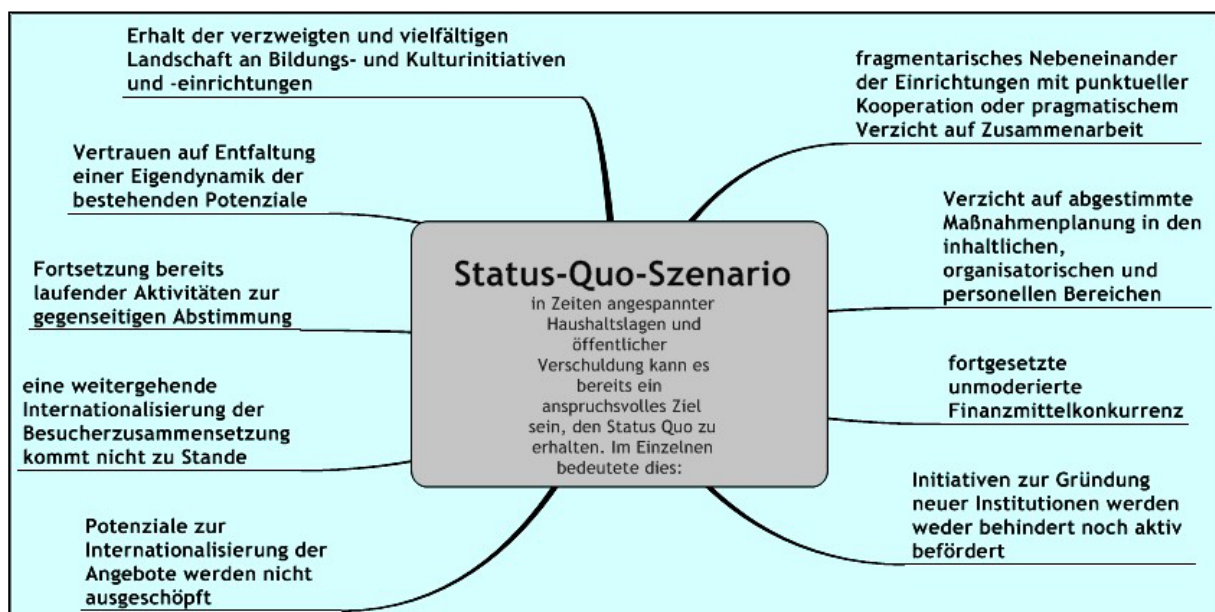 Erhalt der verzweigten und vielfältigen
Landschaft an Bildungs- und Kulturinitiativen
und -einrichtungen
Vertrauen auf Entfaltung
einer Eigendynamik der
bestehenden Potenziale
Fortsetzung bereits
laufender Aktivitäten zur
gegenseitigen Abstimmung
eine weitergehende
Internationalisierung der
Besucherzusammensetzung
kommt nicht zu Stande
Potenziale zur
Internationalisierung der
Angebote werden nicht
ausgeschöpft
Status-Quo-Szenario
in Zeiten angespannter
Haushaltslagen und
öffentlicher
Verschuldung kann es
bereits ein
anspruchsvolles Ziel
sein, den Status Quo zu
erhalten. Im Einzelnen
bedeutete dies:
fragmentarisches Nebeneinander
der Einrichtungen mit punktueller
Kooperation oder pragmatischem
Verzicht auf Zusammenarbeit
Verzicht auf abgestimmte
Maßnahmenplanung in den
inhaltlichen,
organisatorischen und
personellen Bereichen
fortgesetzte
unmoderierte
Finanzmittelkonkurrenz
Initiativen zur Gründung
neuer Institutionen werden
weder behindert noch aktiv
befördert